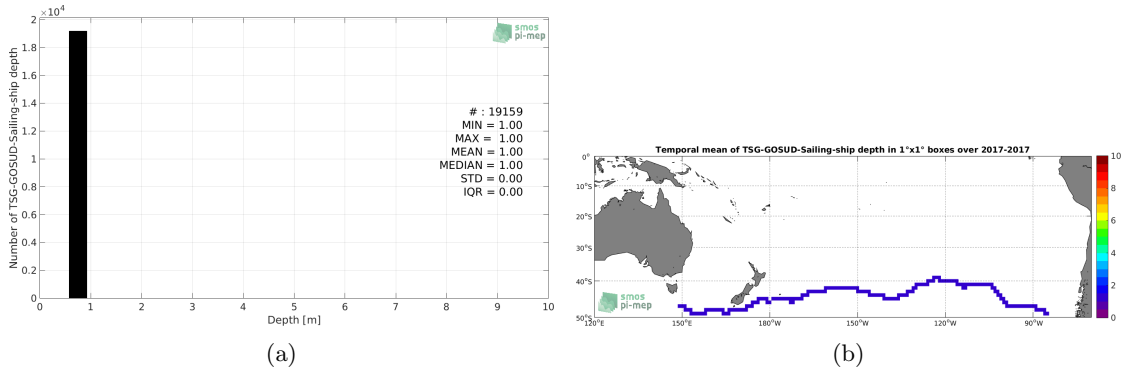 2 ×10⁴
1.8
1.6
1.4
1.2
1
0.8
0.6
0.4
0.2
0
Number of TSG-GOSUD-Sailing-ship depth
smos
pi-mep
# : 19159
MIN = 1.00
MAX = 1.00
MEAN = 1.00
MEDIAN = 1.00
STD = 0.00
IQR = 0.00
0 1 2 3 4 5 6 7 8 9 10
Depth [m]
(a)
Temporal mean of TSG-GOSUD-Sailing-ship depth in 1°x1° boxes over 2017-2017
0°
10°S
20°S
30°S
40°S
50°S
smos
pi-mep
120°E 150°E 180°W 150°W 120°W 90°W
10
8
6
4
2
0
(b)